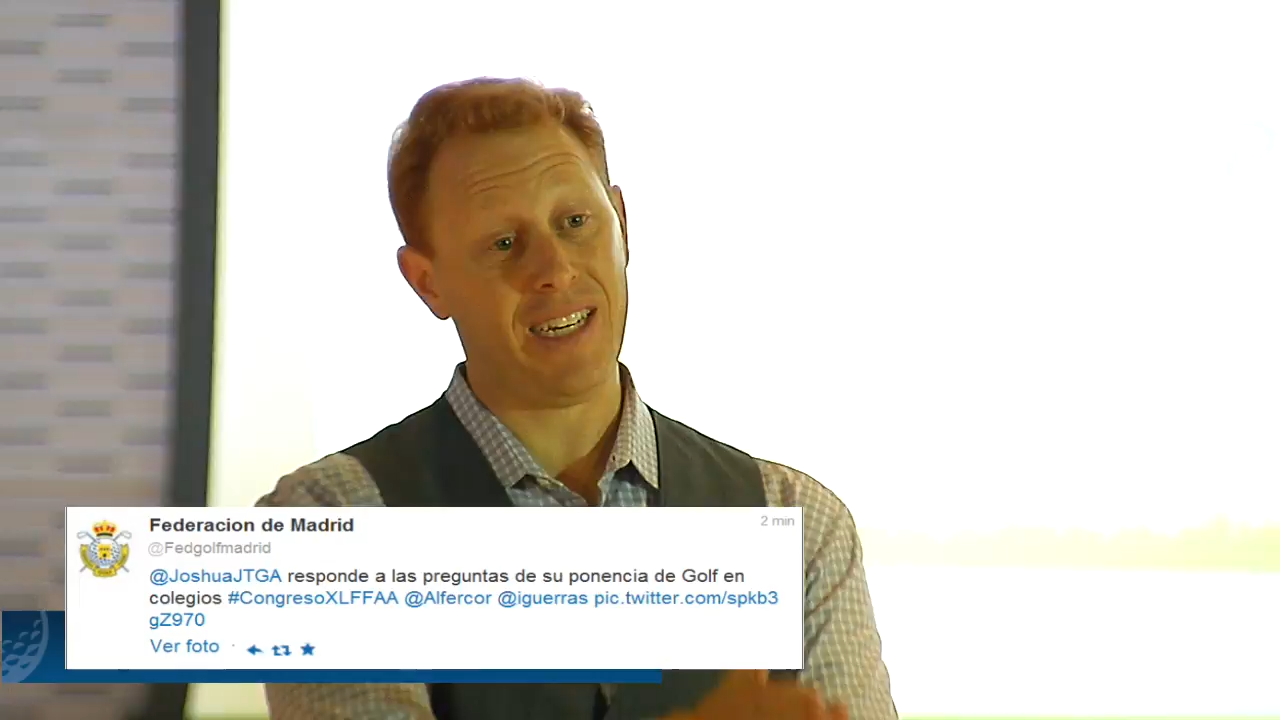 Federacion de Madrid
2 min
@Fedgolfmadrid
@JoshuaJTGA responde a las preguntas de su ponencia de Golf en
colegios #CongresoXLFFAA @Alfercor @iguerras pic.twitter.com/spkb3
gZ970
Ver foto